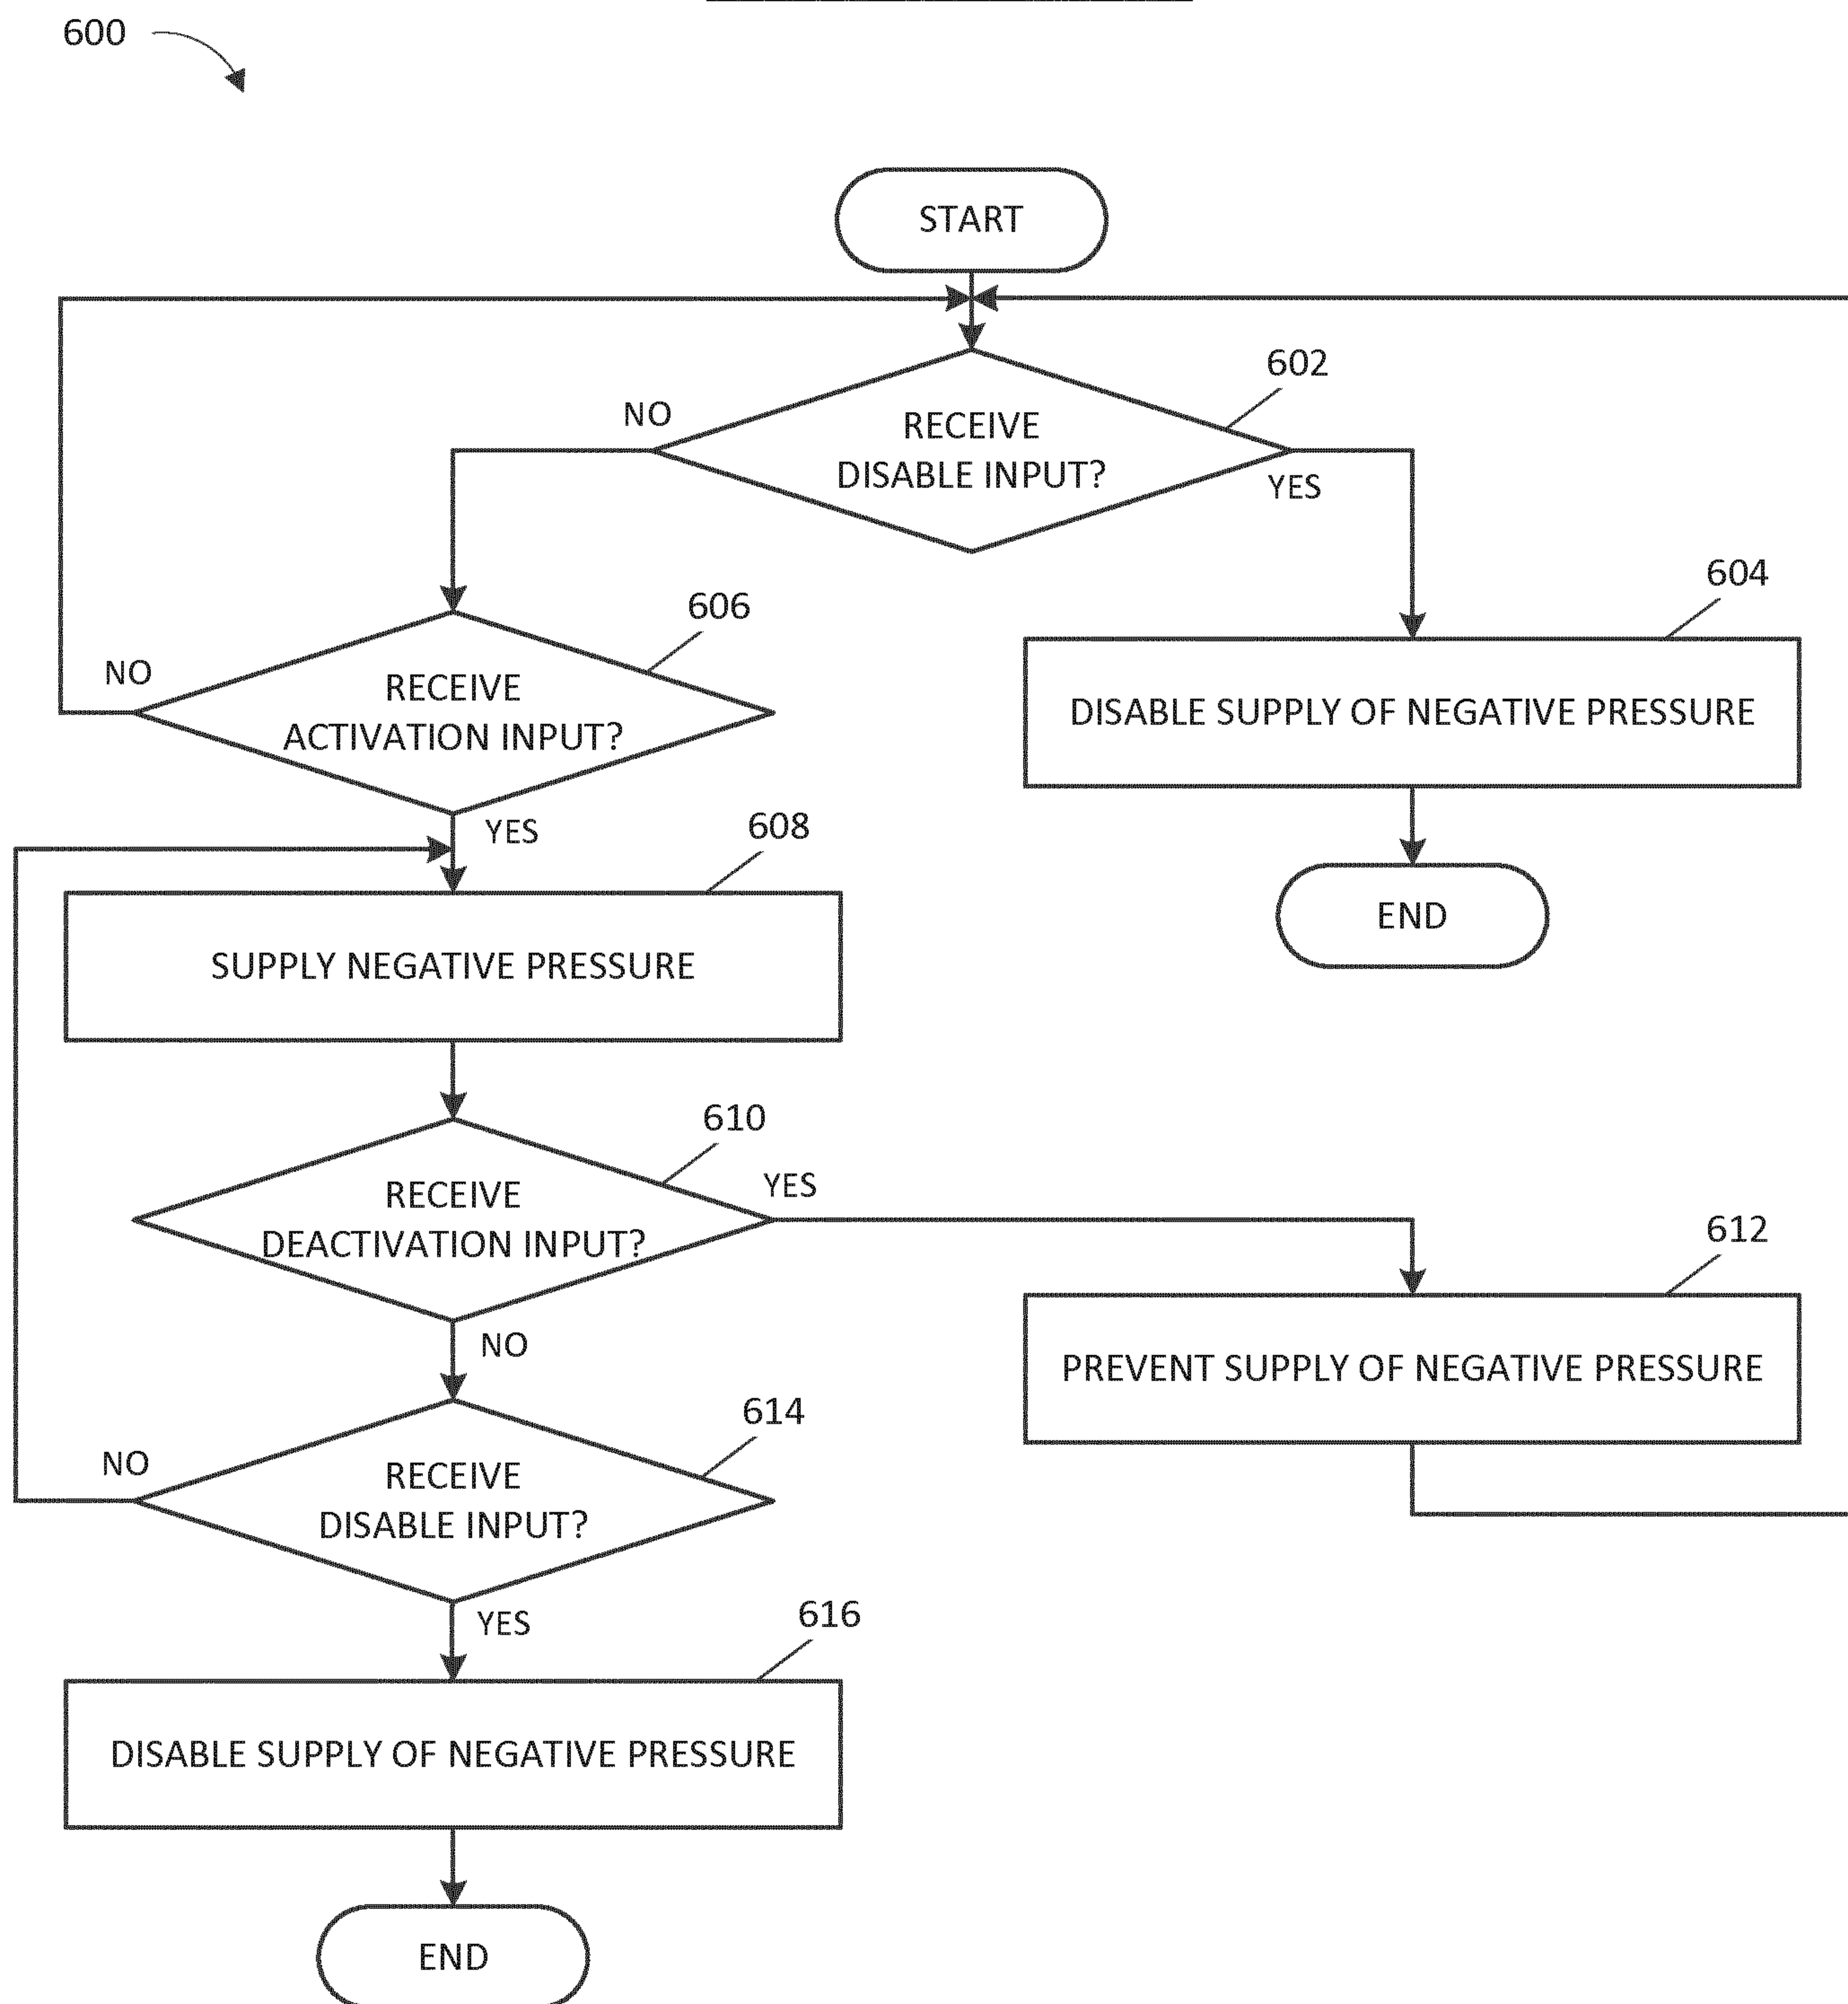 600
START
602
NO
RECEIVE
DISABLE INPUT?
YES
604
606
NO
RECEIVE
ACTIVATION INPUT?
DISABLE SUPPLY OF NEGATIVE PRESSURE
YES
608
END
SUPPLY NEGATIVE PRESSURE
610
YES
RECEIVE
DEACTIVATION INPUT?
612
NO
PREVENT SUPPLY OF NEGATIVE PRESSURE
614
NO
RECEIVE
DISABLE INPUT?
YES
616
DISABLE SUPPLY OF NEGATIVE PRESSURE
END